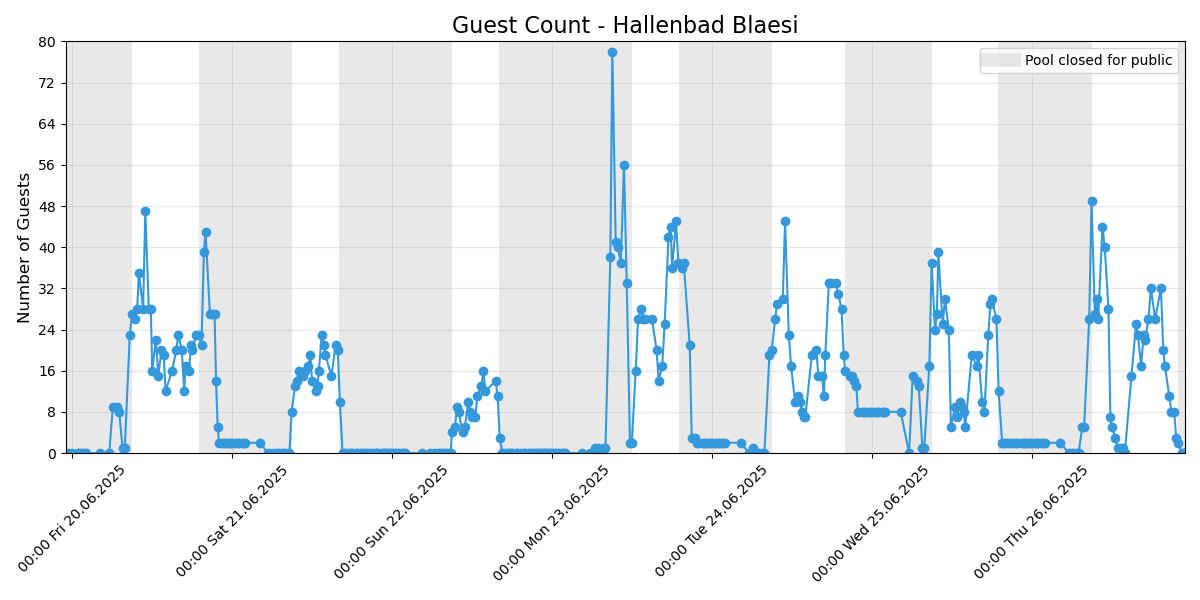 Guest Count - Hallenbad Blaesi
Pool closed for public
Number of Guests
80
72
64
56
48
40
32
24
16
8
0
00:00 Fri 20.06.2025
00:00 Sat 21.06.2025
00:00 Sun 22.06.2025
00:00 Mon 23.06.2025
00:00 Tue 24.06.2025
00:00 Wed 25.06.2025
00:00 Thu 26.06.2025